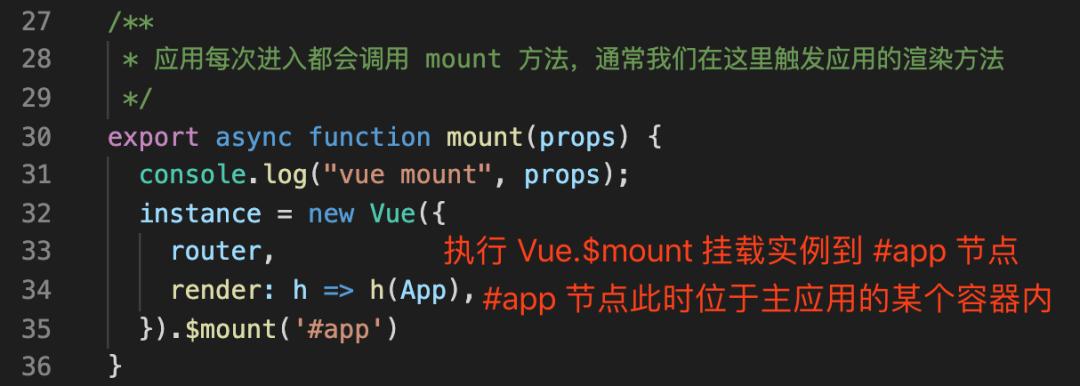 27 /**
28 * 应用每次进入都会调用 mount 方法，通常我们在这里触发应用的渲染方法
29 */
30 export async function mount(props) {
31 console.log("vue mount", props);
32 instance = new Vue({
33 router, 执行 Vue.$mount 挂载实例到 #app 节点
34 render: h => h(App), #app 节点此时位于主应用的某个容器内
35 }).$mount('#app')
36 }